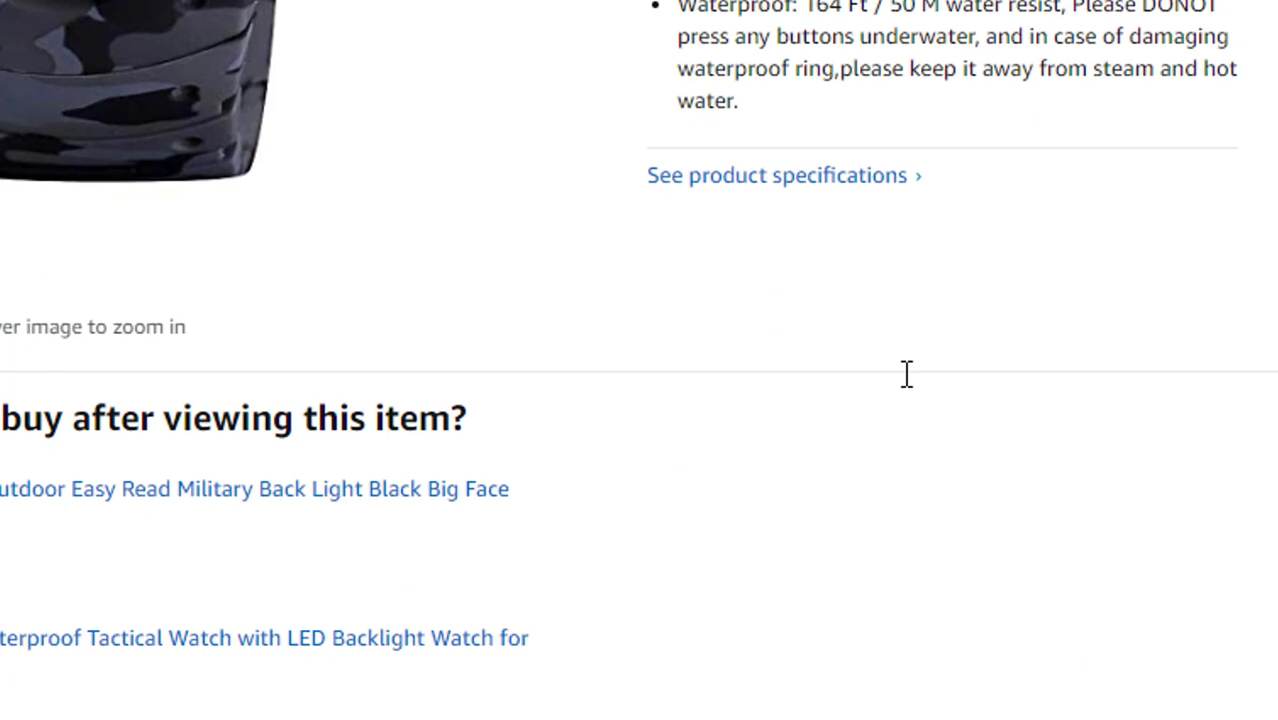 Waterproof: 164 Ft / 50 M water resist, Please DONOT
press any buttons underwater, and in case of damaging
waterproof ring,please keep it away from steam and hot
water.
See product specifications ›
er image to zoom in
buy after viewing this item?
utdoor Easy Read Military Back Light Black Big Face
terproof Tactical Watch with LED Backlight Watch for